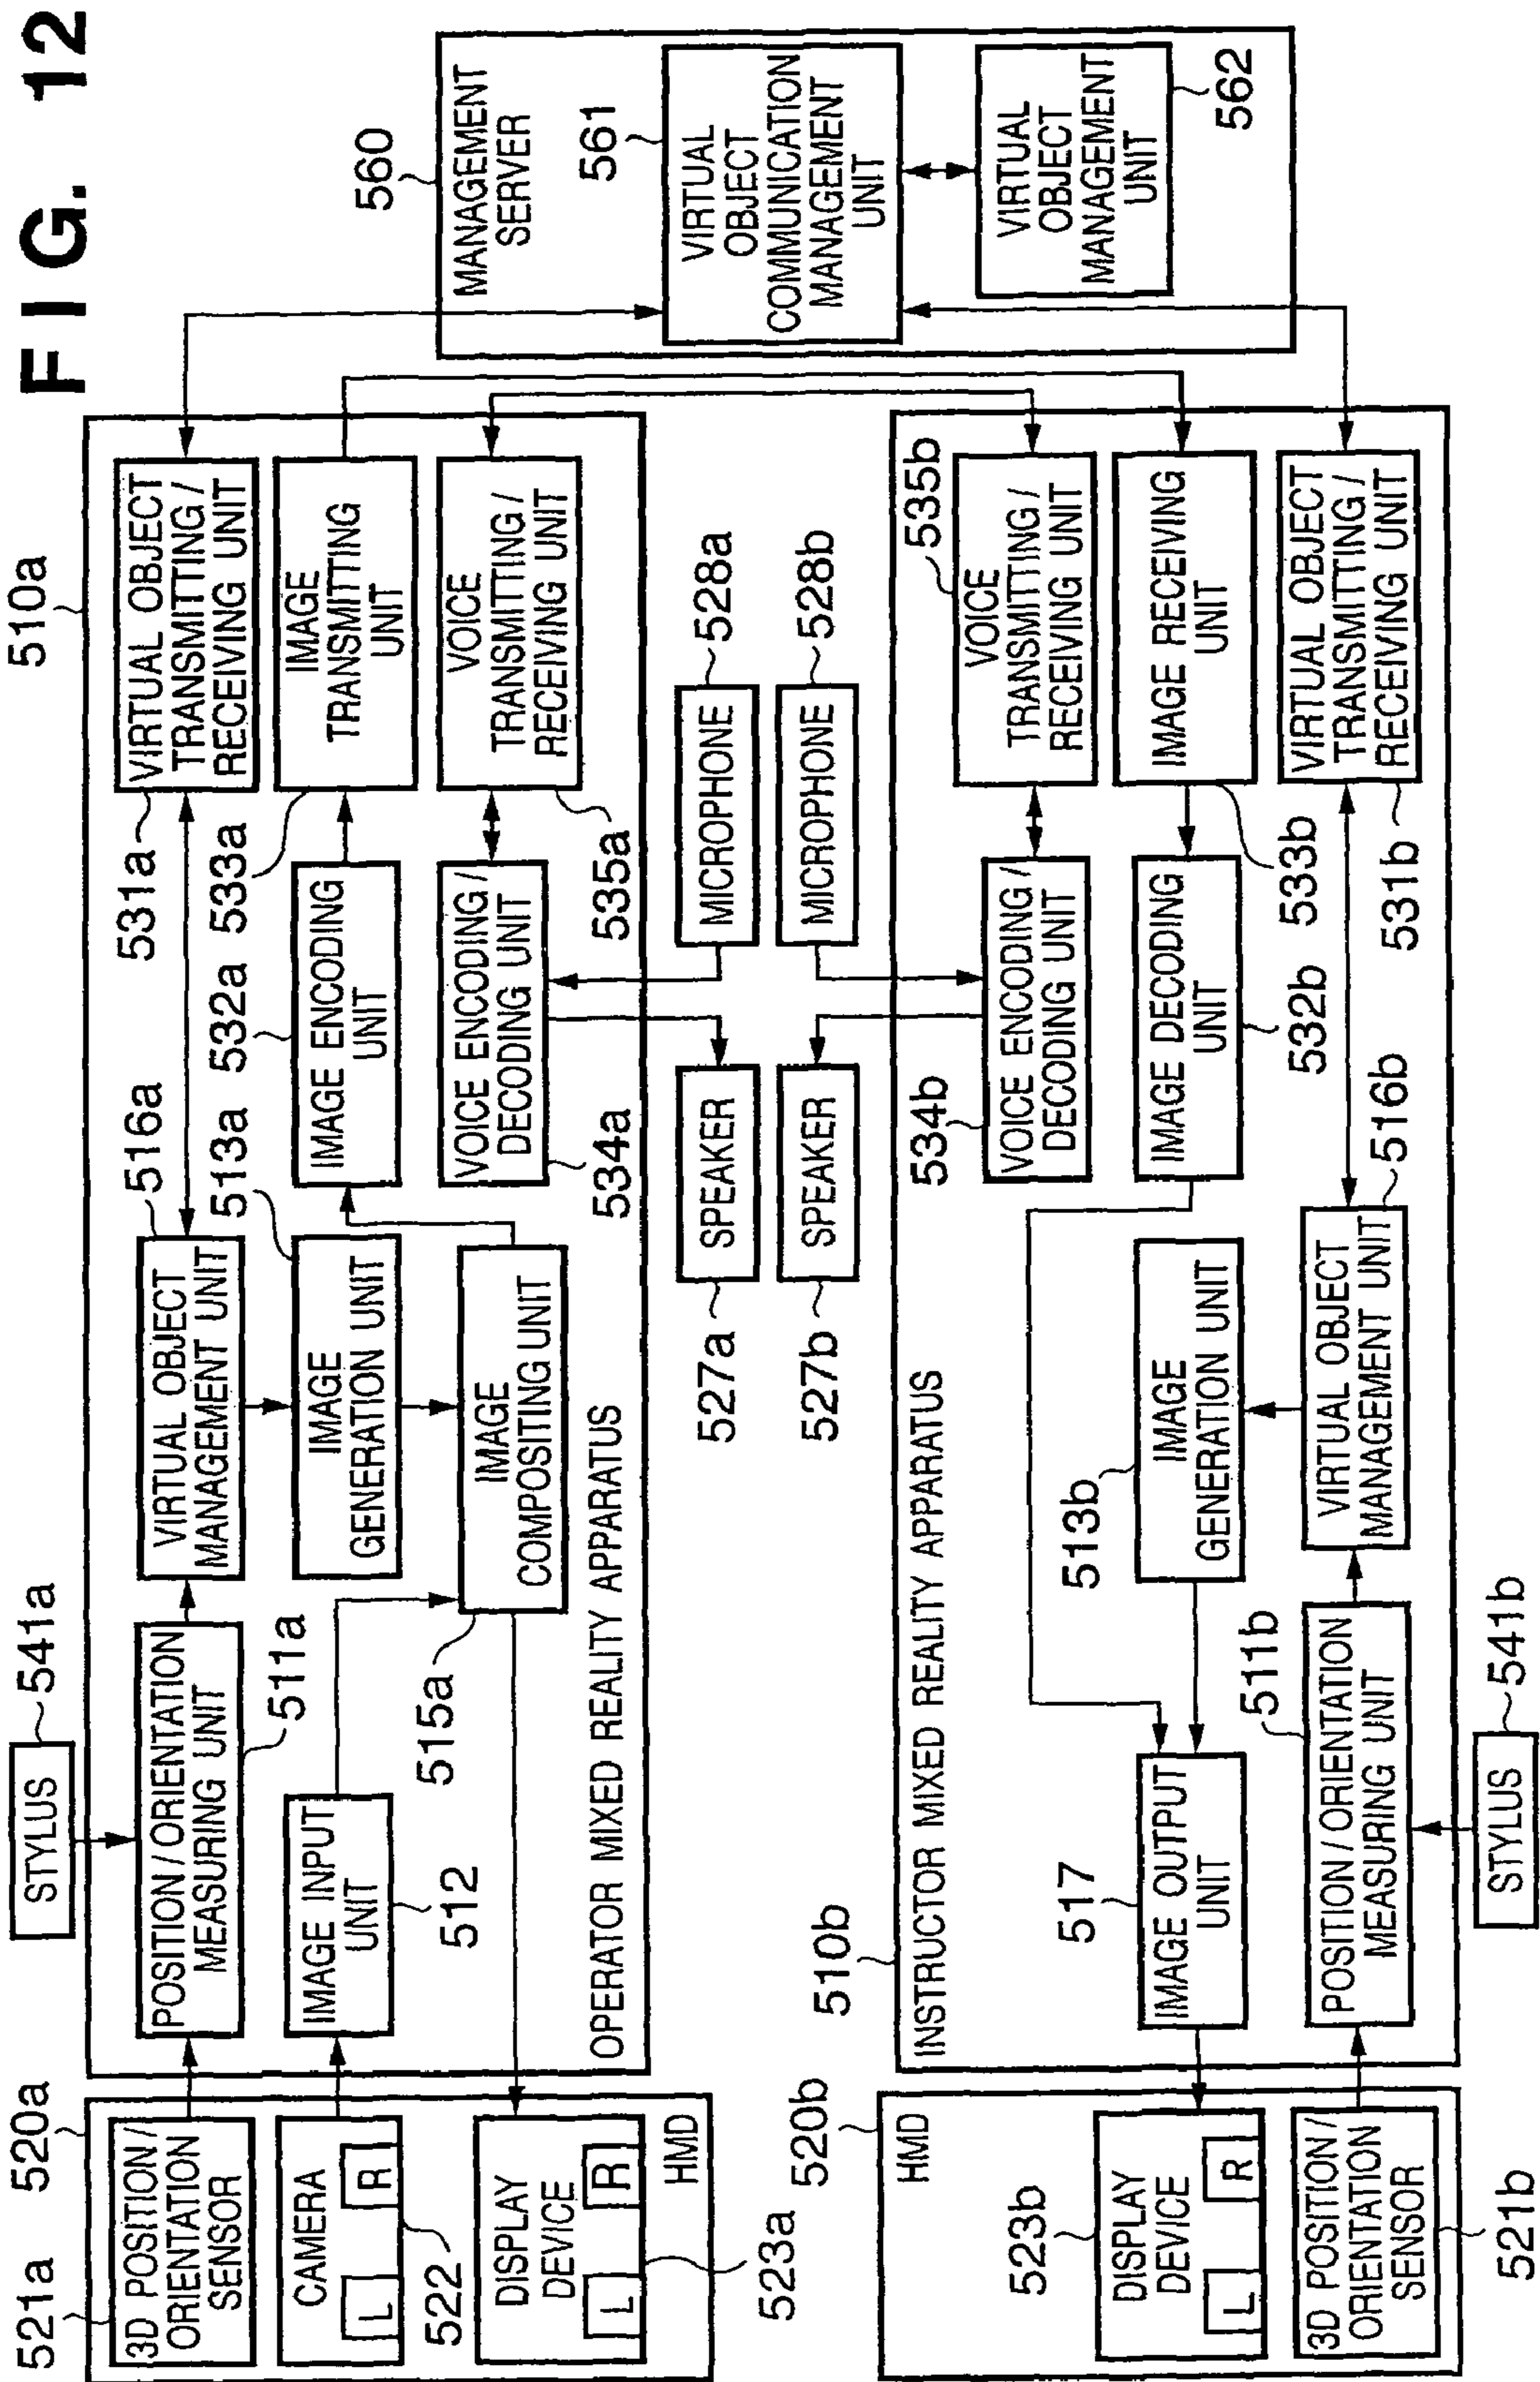 FIG. 12
510a
560
MANAGEMENT
SERVER
561
VIRTUAL
OBJECT
COMMUNICATION
MANAGEMENT
UNIT
VIRTUAL
OBJECT
MANAGEMENT
UNIT
562
521a
520a
3D POSITION /
ORIENTATION
SENSOR
CAMERA
L
R
522
DISPLAY
DEVICE
L
R
HMD
523a
STYLUS
541a
POSITION / ORIENTATION
MEASURING UNIT
511a
IMAGE INPUT
UNIT
512
516a
VIRTUAL OBJECT
MANAGEMENT UNIT
513a
IMAGE
GENERATION UNIT
515a
IMAGE
COMPOSITING UNIT
OPERATOR MIXED REALITY APPARATUS
531a
VIRTUAL OBJECT
TRANSMITTING /
RECEIVING UNIT
532a
533a
IMAGE ENCODING
UNIT
IMAGE
TRANSMITTING
UNIT
VOICE ENCODING /
DECODING UNIT
534a
VOICE
TRANSMITTING /
RECEIVING UNIT
535a
527a
SPEAKER
MICROPHONE
528a
527b
SPEAKER
MICROPHONE
528b
520b
HMD
523b
DISPLAY
DEVICE
L
R
3D POSITION /
ORIENTATION
SENSOR
521b
510b
INSTRUCTOR MIXED REALITY APPARATUS
534b
VOICE ENCODING /
DECODING UNIT
535b
VOICE
TRANSMITTING /
RECEIVING UNIT
517
IMAGE OUTPUT
UNIT
513b
IMAGE
GENERATION UNIT
IMAGE DECODING
UNIT
532b
IMAGE RECEIVING
UNIT
533b
511b
POSITION / ORIENTATION
MEASURING UNIT
VIRTUAL OBJECT
MANAGEMENT UNIT
516b
VIRTUAL OBJECT
TRANSMITTING /
RECEIVING UNIT
531b
STYLUS
541b